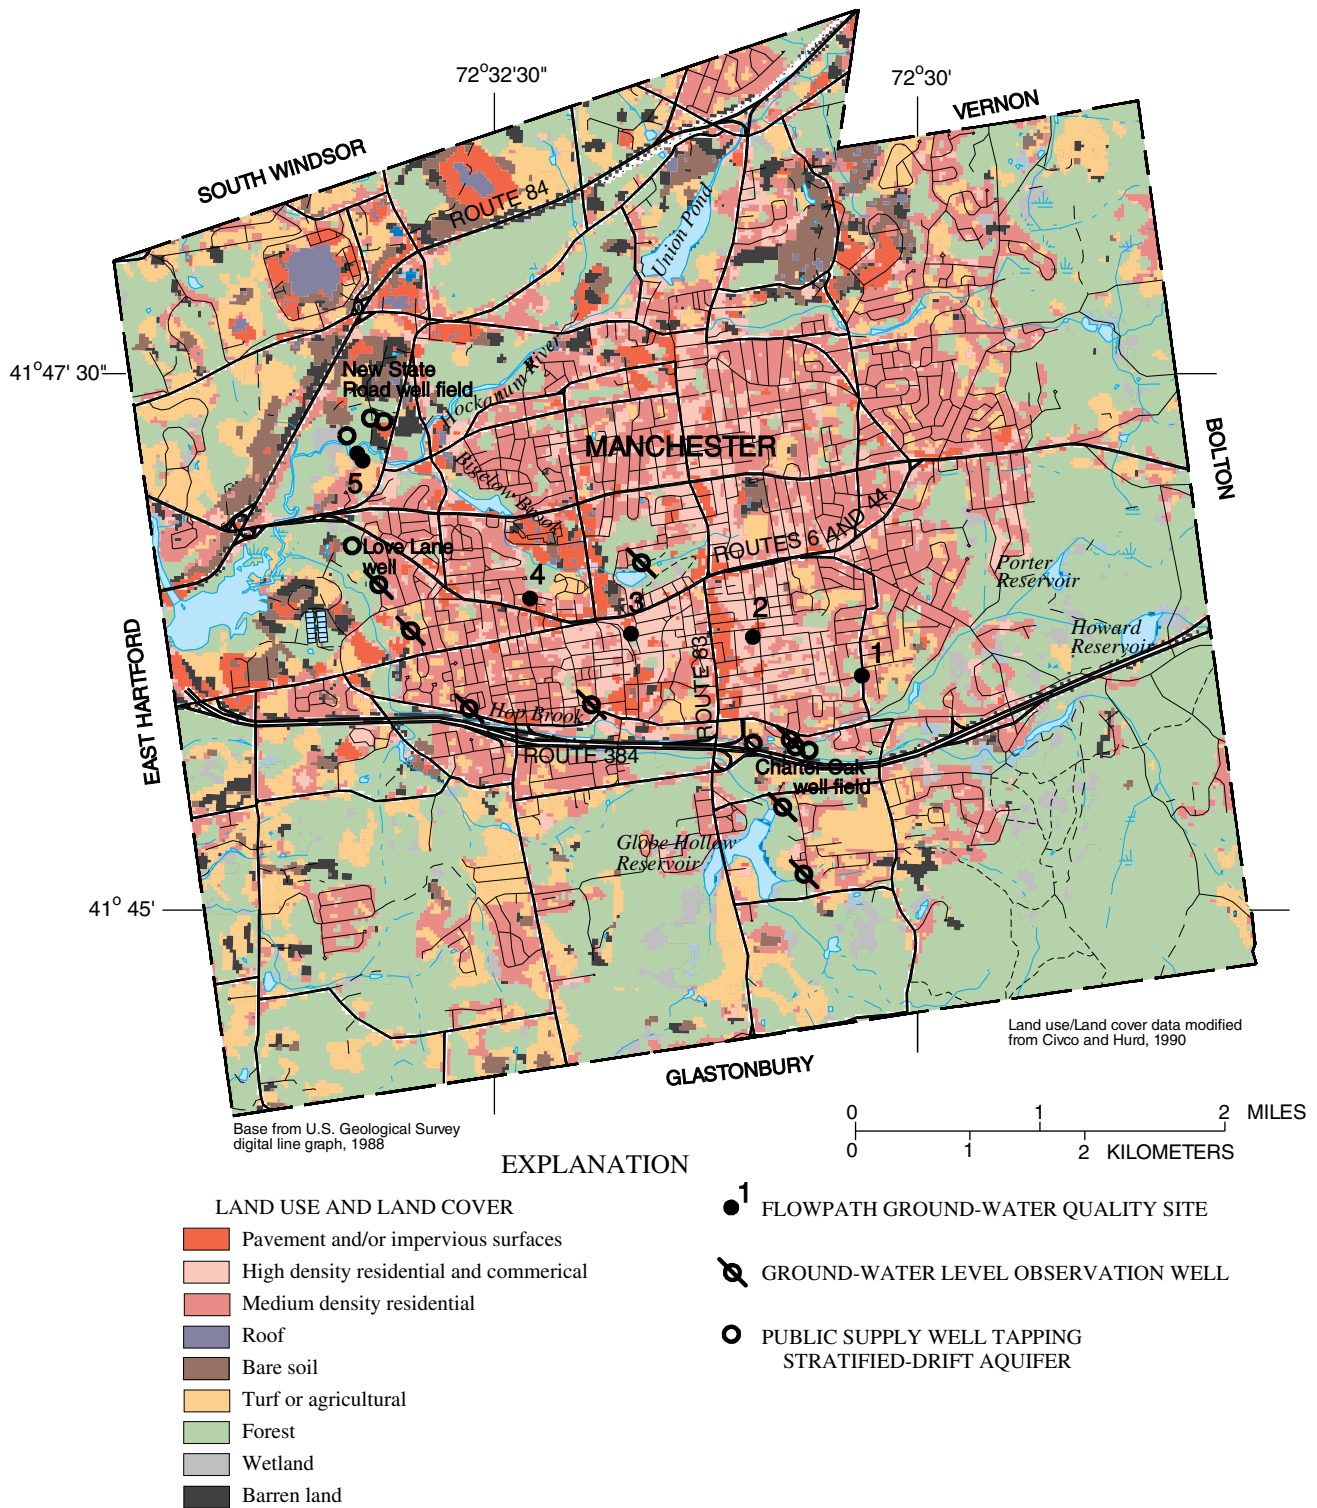 72°32'30"
72°30'
VERNON
SOUTH WINDSOR
ROUTE 84
Union Pond
41°47' 30"
New State
Road well field
Hockanum River
BOLTON
MANCHESTER
Bigelow Brook
5
ROUTES 6 AND 44
Love Lane
well
Porter
Reservoir
4
3
2
Howard
Reservoir
1
EAST HARTFORD
ROUTE 83
Hop Brook
ROUTE 384
Charter Oak
well field
Globe Hollow
Reservoir
41° 45'
Land use/Land cover data modified
from Civco and Hurd, 1990
GLASTONBURY
Base from U.S. Geological Survey
digital line graph, 1988
0 1 2 MILES
0 1 2 KILOMETERS
EXPLANATION
LAND USE AND LAND COVER
Pavement and/or impervious surfaces
High density residential and commerical
Medium density residential
Roof
Bare soil
Turf or agricultural
Forest
Wetland
Barren land
1 FLOWPATH GROUND-WATER QUALITY SITE
GROUND-WATER LEVEL OBSERVATION WELL
PUBLIC SUPPLY WELL TAPPING
STRATIFIED-DRIFT AQUIFER